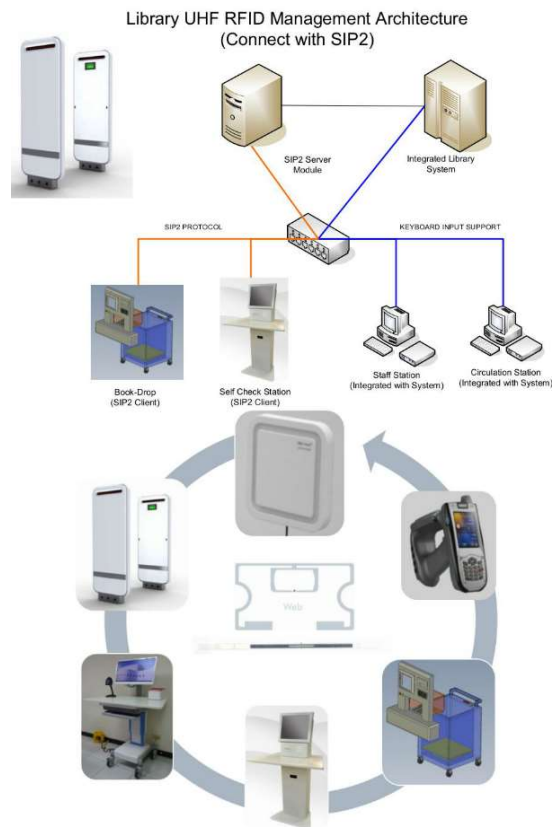 Library UHF RFID Management Architecture
(Connect with SIP2)
SIP2 Server
Module
Integrated Library
System
SIP2 PROTOCOL
KEYBOARD INPUT SUPPORT
Book-Drop
(SIP2 Client)
Self Check Station
(SIP2 Client)
Staff Station
(Integrated with System)
Circulation Station
(Integrated with System)
Web